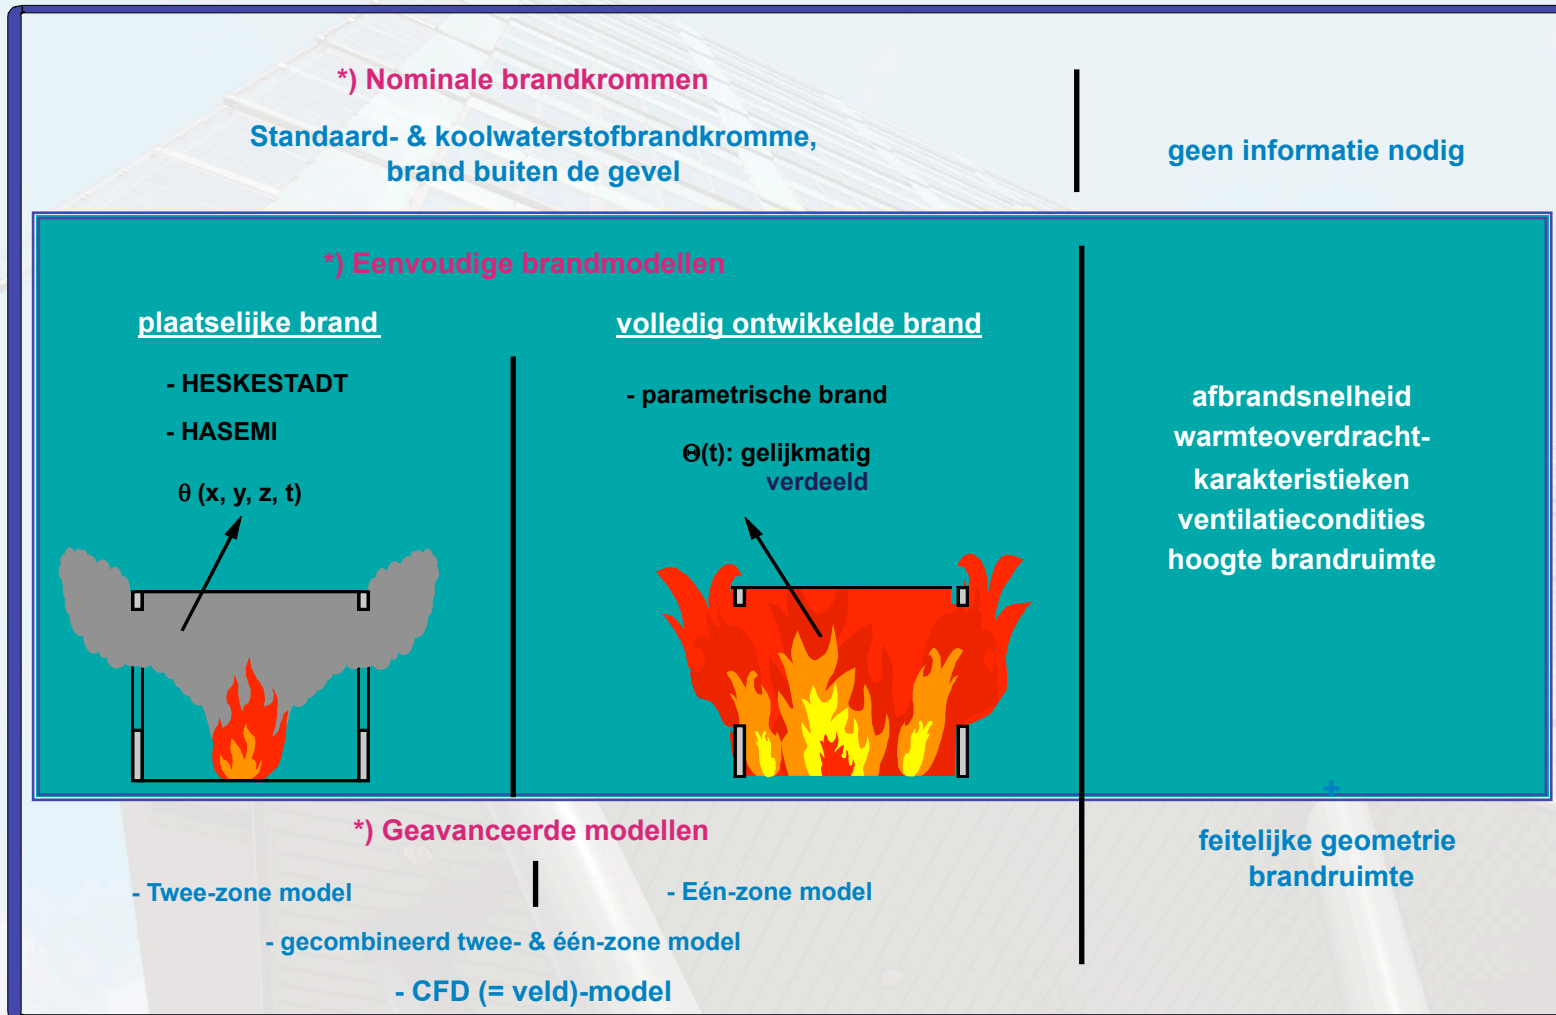 *) Nominale brandkrommen
Standaard- & koolwaterstofbrandkromme,
brand buiten de gevel
geen informatie nodig
*) Eenvoudige brandmodellen
plaatselijke brand
- HESKESTADT
- HASEMI
θ (x, y, z, t)
volledig ontwikkelde brand
- parametrische brand
Θ(t): gelijkmatig
verdeeld
afbrandsnelheid
warmteoverdracht-
karakteristieken
ventilatiecondities
hoogte brandruimte
+
*) Geavanceerde modellen
- Twee-zone model
- Eén-zone model
- gecombineerd twee- & één-zone model
- CFD (= veld)-model
feitelijke geometrie
brandruimte